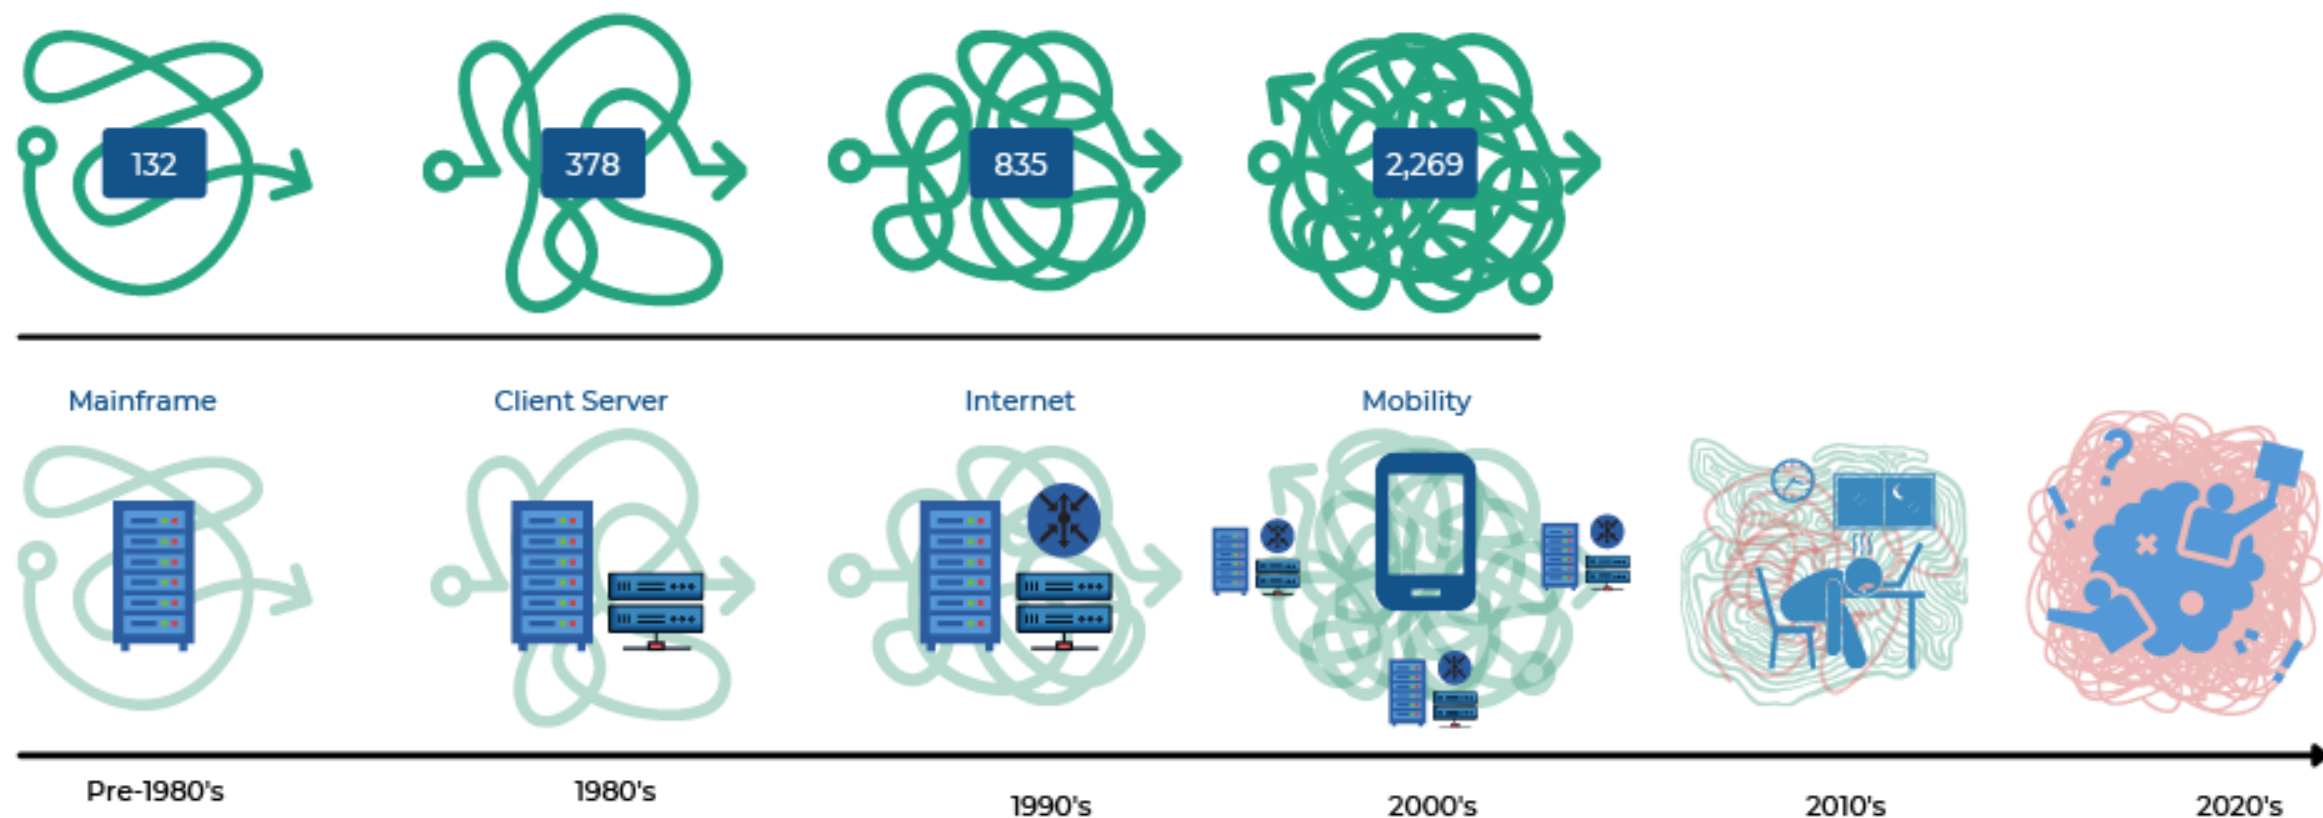 132
378
835
2,269
Mainframe
Client Server
Internet
Mobility
?
!
!
Pre-1980's
1980's
1990's
2000's
2010's
2020's